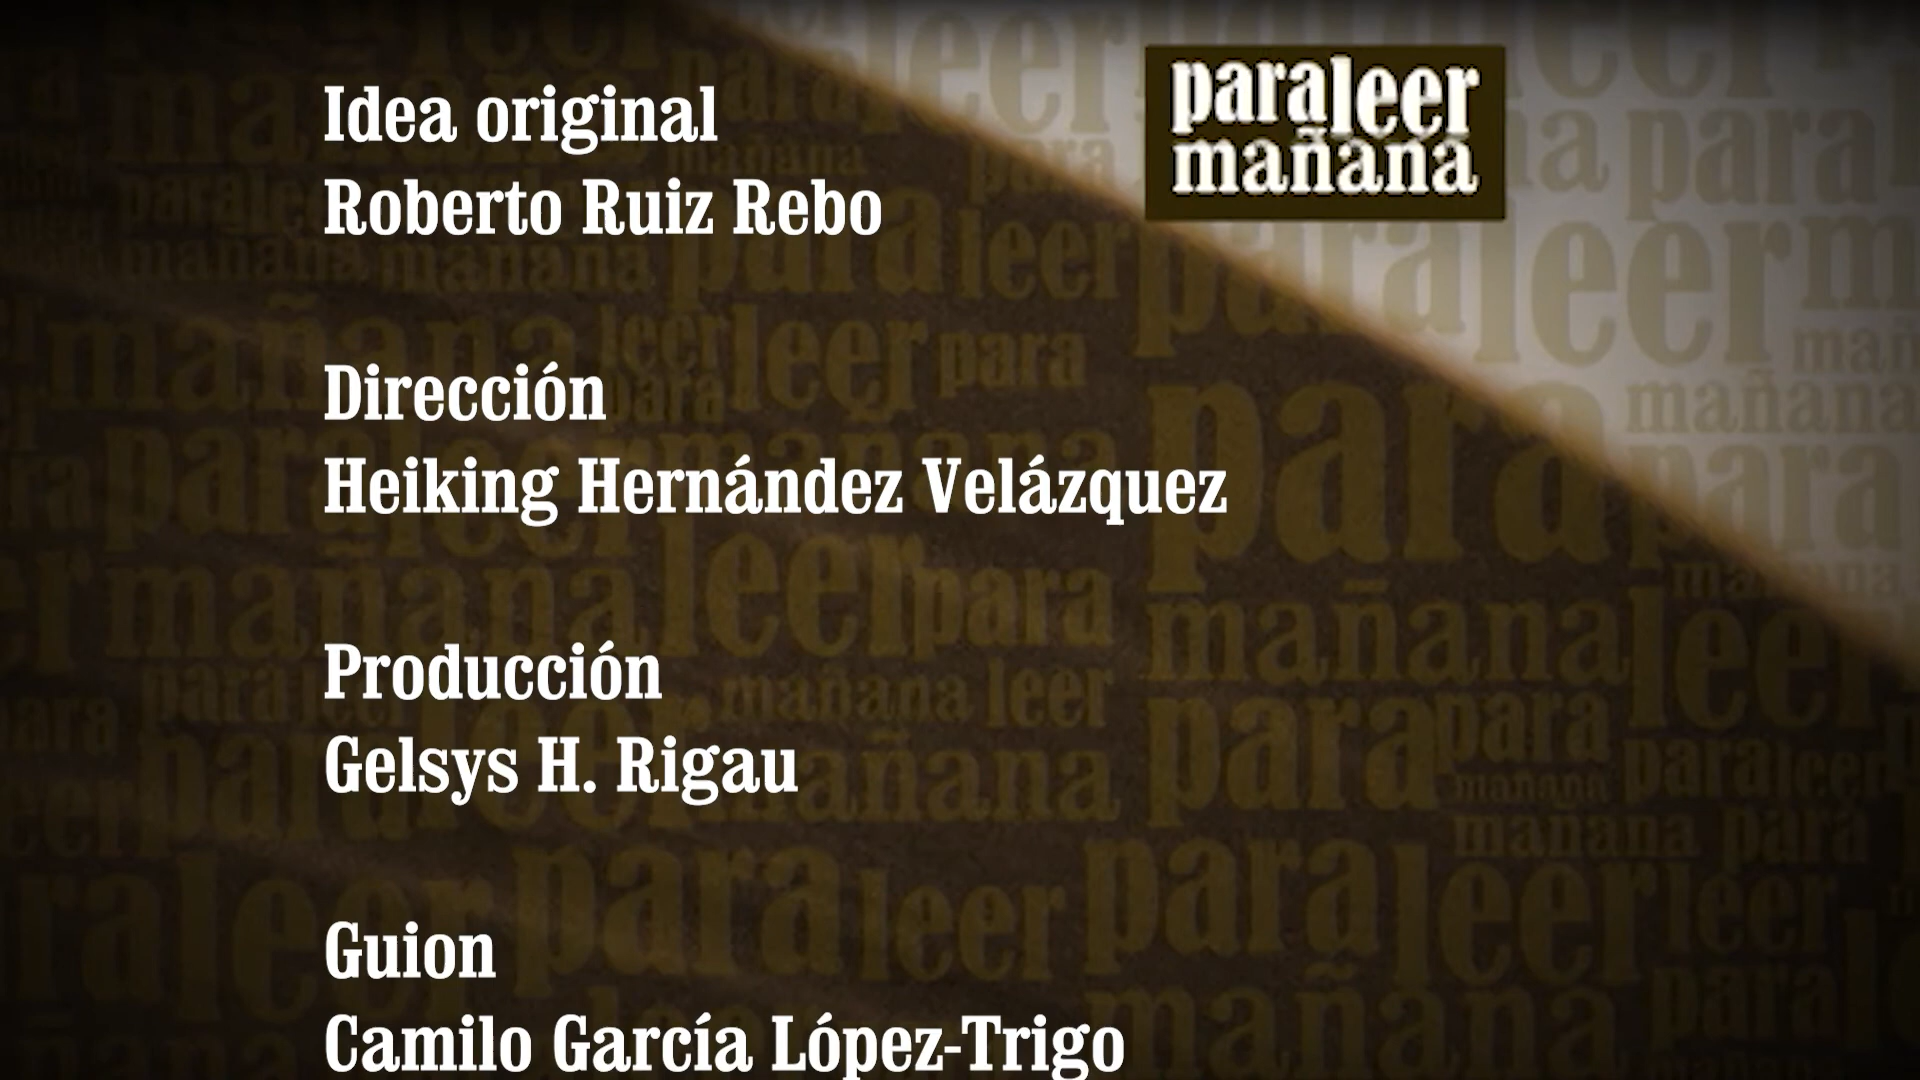 Idea original
Roberto Ruiz Rebo
Dirección
Heiking Hernández Velázquez
Producción
Gelsys H. Rigau
Guion
Camilo García López-Trigo
paraleer
mañana